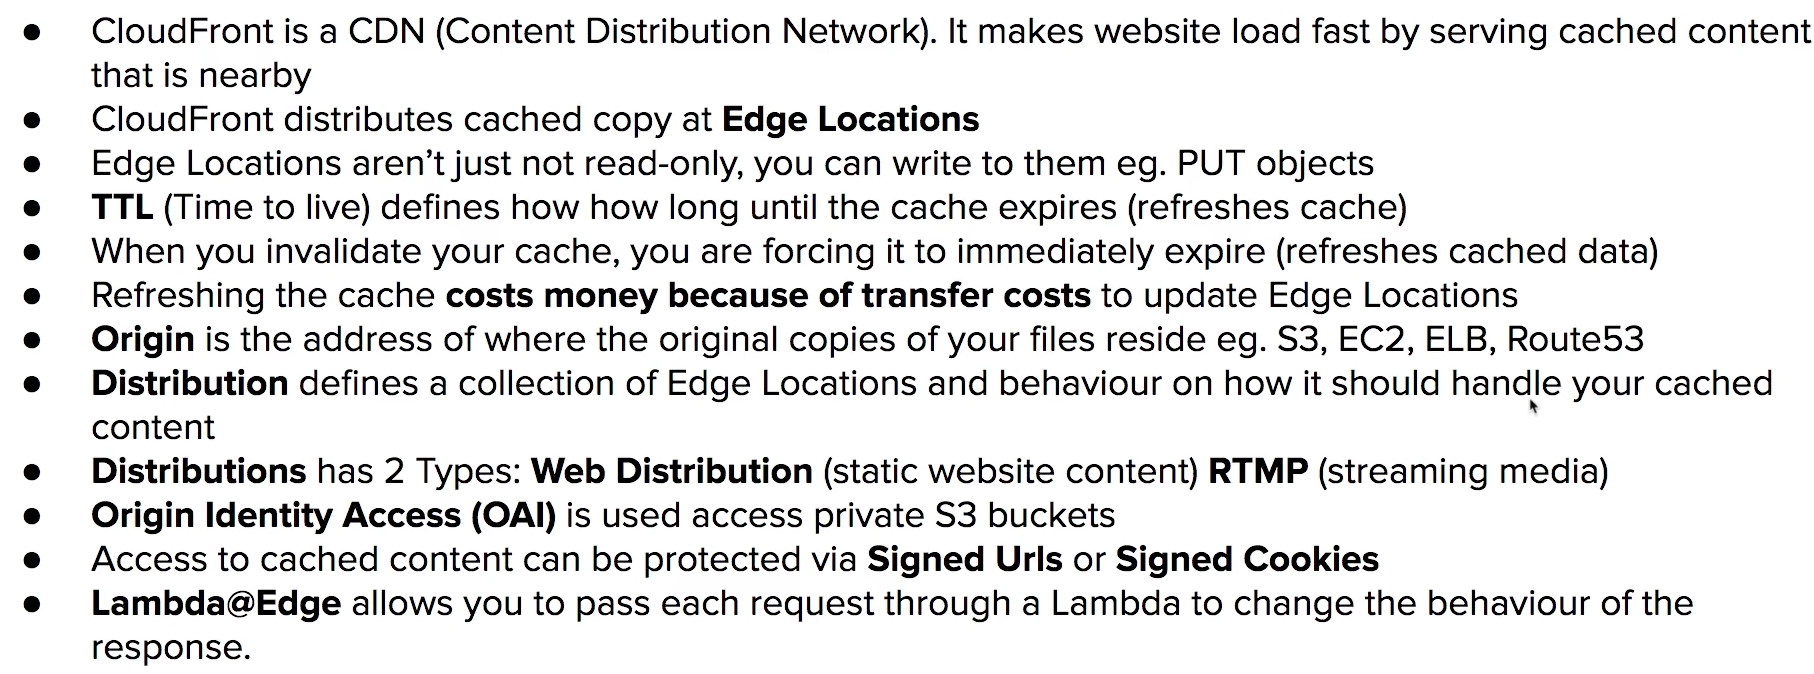 ● CloudFront is a CDN (Content Distribution Network). It makes website load fast by serving cached content
that is nearby
● CloudFront distributes cached copy at Edge Locations
● Edge Locations aren’t just not read-only, you can write to them eg. PUT objects
● TTL (Time to live) defines how how long until the cache expires (refreshes cache)
● When you invalidate your cache, you are forcing it to immediately expire (refreshes cached data)
● Refreshing the cache costs money because of transfer costs to update Edge Locations
● Origin is the address of where the original copies of your files reside eg. S3, EC2, ELB, Route53
● Distribution defines a collection of Edge Locations and behaviour on how it should handle your cached
content
● Distributions has 2 Types: Web Distribution (static website content) RTMP (streaming media)
● Origin Identity Access (OAI) is used access private S3 buckets
● Access to cached content can be protected via Signed Urls or Signed Cookies
● Lambda@Edge allows you to pass each request through a Lambda to change the behaviour of the
response.